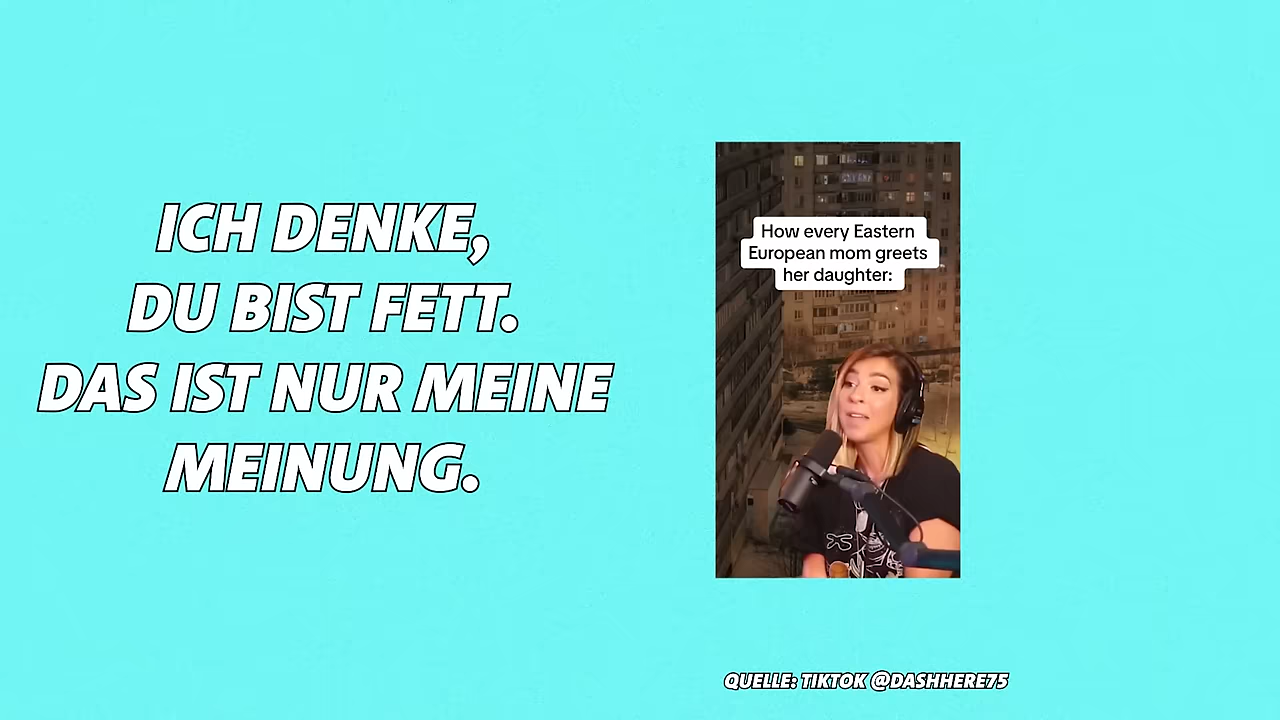 ICH DENKE,
DU BIST FETT.
DAS IST NUR MEINE
MEINUNG.
How every Eastern
European mom greets
her daughter:
QUELLE: TIKTOK @DASHHERE75